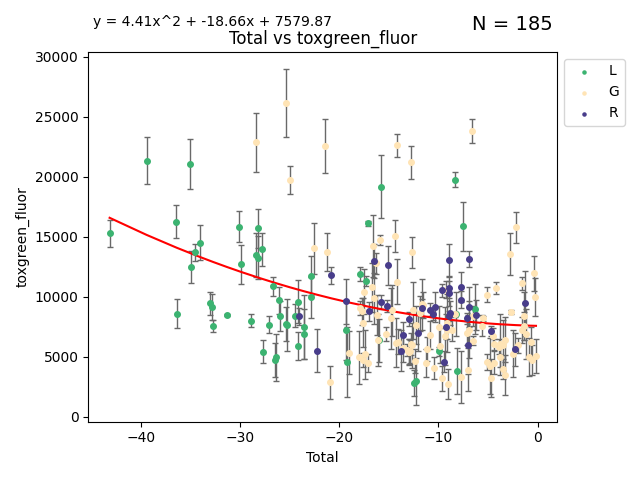 y = 4.41x^2 + -18.66x + 7579.87
N = 185
Total vs toxgreen_fluor
30000
25000
20000
15000
10000
5000
0
toxgreen_fluor
−40 −30 −20 −10 0
Total
L
G
R